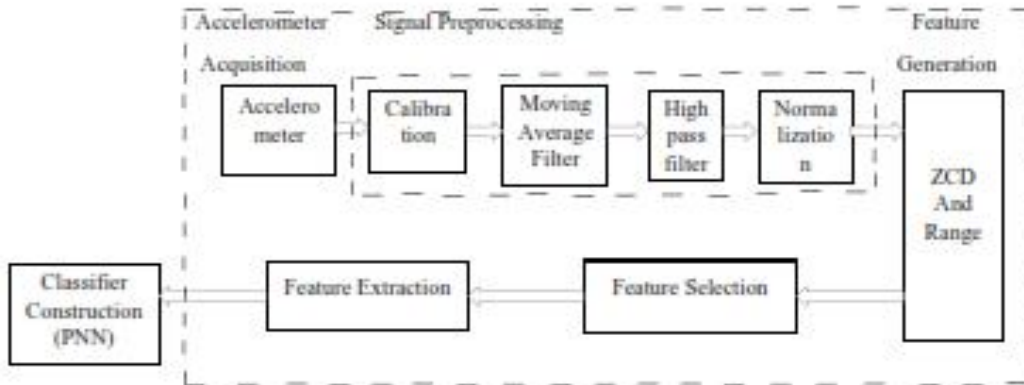 Accelerometer
Acquisition
Signal Preprocessing
Feature
Generation
Accelero
meter
Calibra
tion
Moving
Average
Filter
High
pass
filter
Norma
lizatio
n
ZCD
And
Range
Feature Selection
Feature Extraction
Classifier
Construction
(PNN)